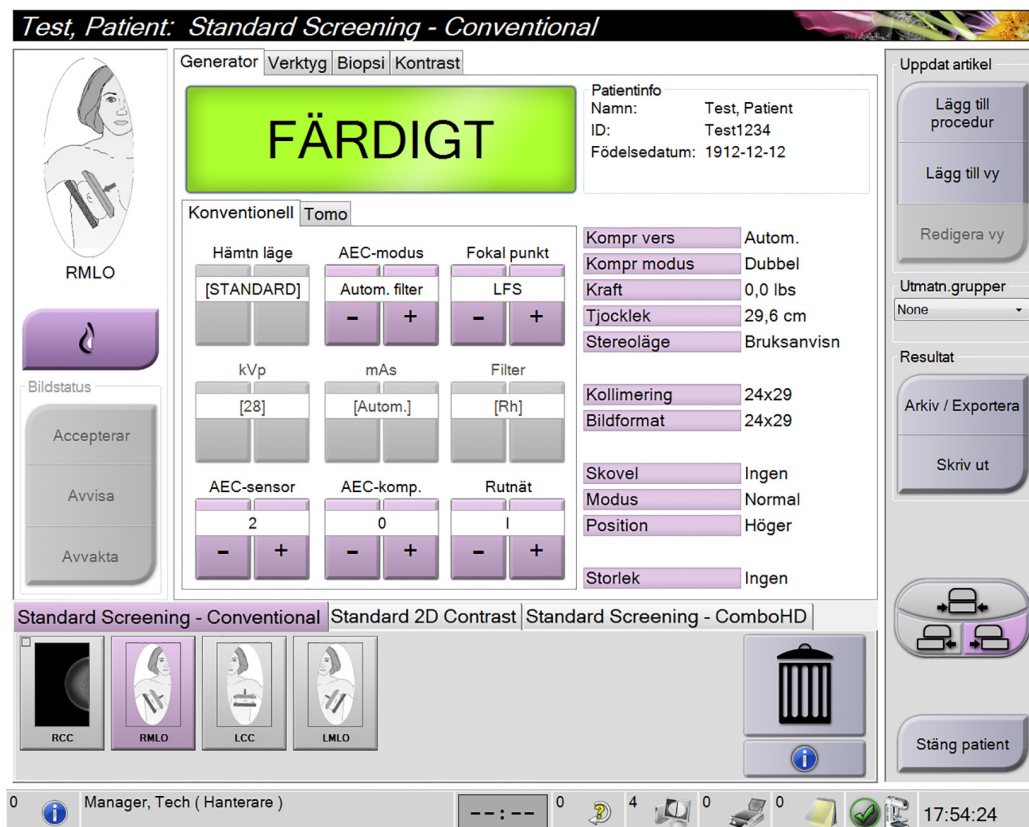 Test, Patient: Standard Screening - Conventional
RMLO
Bildstatus
Accepterar
Avvisa
Avvakta
Generator Verktyg Biopsi Kontrast
FÄRDIGT
Patientinfo
Namn: Test, Patient
ID: Test1234
Födelsedatum: 1912-12-12
Konventionell Tomo
Hämtn läge AEC-modus Fokal punkt
[STANDARD] Autom. filter LFS
- + - +
kVp mAs Filter
[28] [Autom.] [Rh]
AEC-sensor AEC-komp. Rutnät
2 0 I
- + - + - +
Kompr vers Autom.
Kompr modus Dubbel
Kraft 0,0 lbs
Tjocklek 29,6 cm
Stereoläge Bruksanvisn
Kollimering 24x29
Bildformat 24x29
Skovel Ingen
Modus Normal
Position Höger
Storlek Ingen
Uppdat artikel
Lägg till
procedur
Lägg till vy
Redigera vy
Utmatn.grupper
None
Resultat
Arkiv / Exportera
Skriv ut
Stäng patient
Standard Screening - Conventional Standard 2D Contrast Standard Screening - ComboHD
RCC RMLO LCC LMLO
0 Manager, Tech ( Hanterare ) --:-- 0 4 0 0 17:54:24